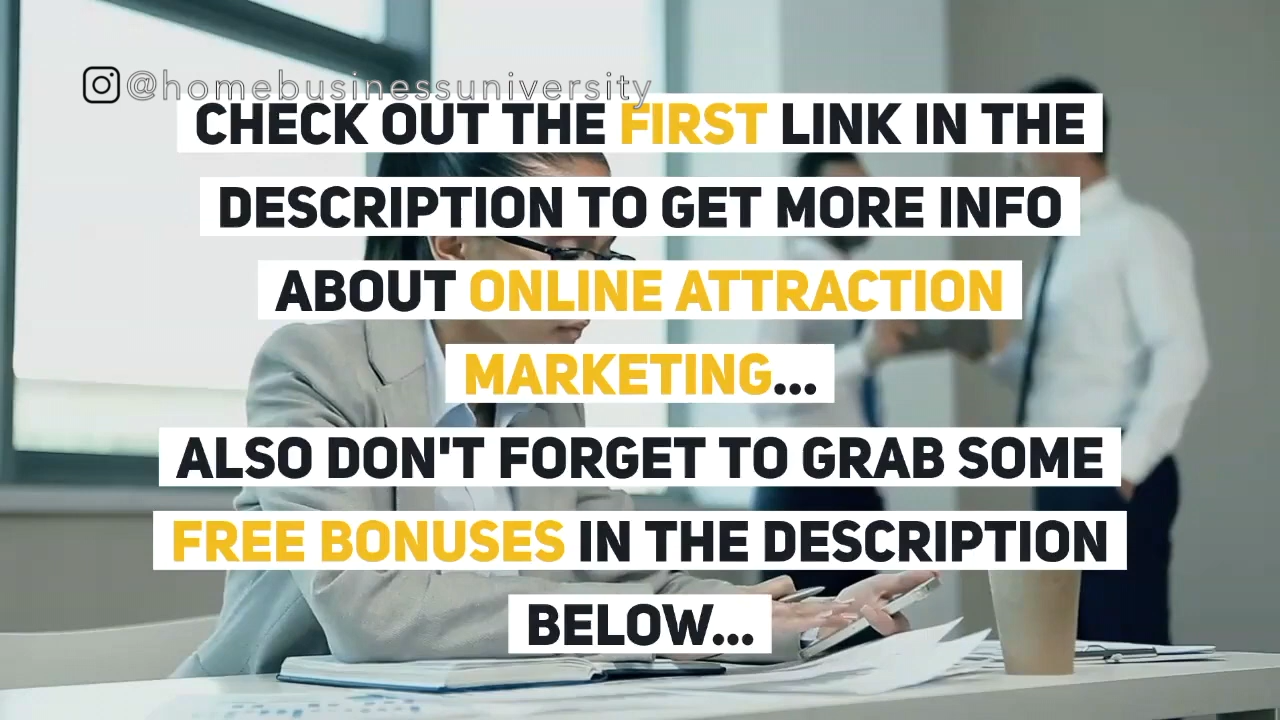 @homebusinessuniversity
CHECK OUT THE FIRST LINK IN THE
DESCRIPTION TO GET MORE INFO
ABOUT ONLINE ATTRACTION
MARKETING...
ALSO DON'T FORGET TO GRAB SOME
FREE BONUSES IN THE DESCRIPTION
BELOW...